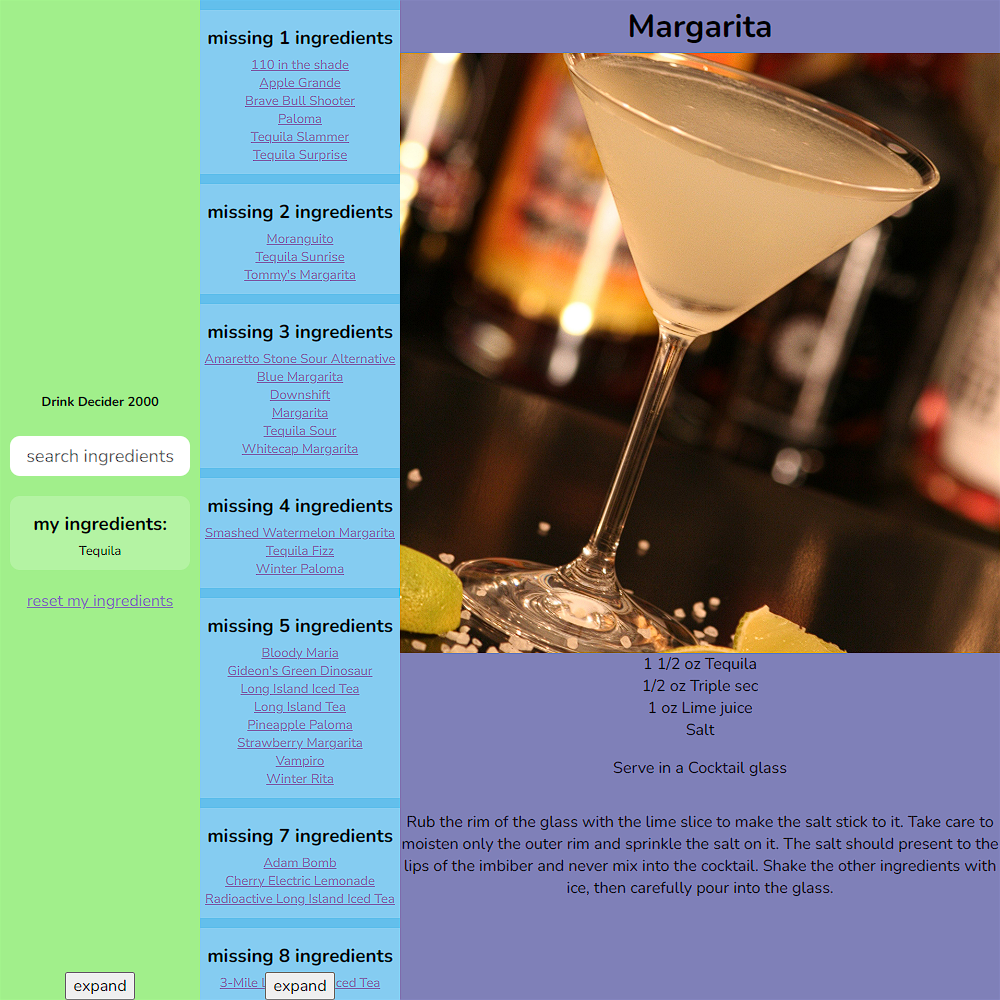 Drink Decider 2000
search ingredients
my ingredients:
Tequila
reset my ingredients
expand
missing 1 ingredients
110 in the shade
Apple Grande
Brave Bull Shooter
Paloma
Tequila Slammer
Tequila Surprise
missing 2 ingredients
Moranguito
Tequila Sunrise
Tommy's Margarita
missing 3 ingredients
Amaretto Stone Sour Alternative
Blue Margarita
Downshift
Margarita
Tequila Sour
Whitecap Margarita
missing 4 ingredients
Smashed Watermelon Margarita
Tequila Fizz
Winter Paloma
missing 5 ingredients
Bloody Maria
Gideon's Green Dinosaur
Long Island Iced Tea
Long Island Tea
Pineapple Paloma
Strawberry Margarita
Vampiro
Winter Rita
missing 7 ingredients
Adam Bomb
Cherry Electric Lemonade
Radioactive Long Island Iced Tea
missing 8 ingredients
3-Mile L ced Tea
expand
Margarita
1 1/2 oz Tequila
1/2 oz Triple sec
1 oz Lime juice
Salt
Serve in a Cocktail glass
Rub the rim of the glass with the lime slice to make the salt stick to it. Take care to
moisten only the outer rim and sprinkle the salt on it. The salt should present to the
lips of the imbiber and never mix into the cocktail. Shake the other ingredients with
ice, then carefully pour into the glass.